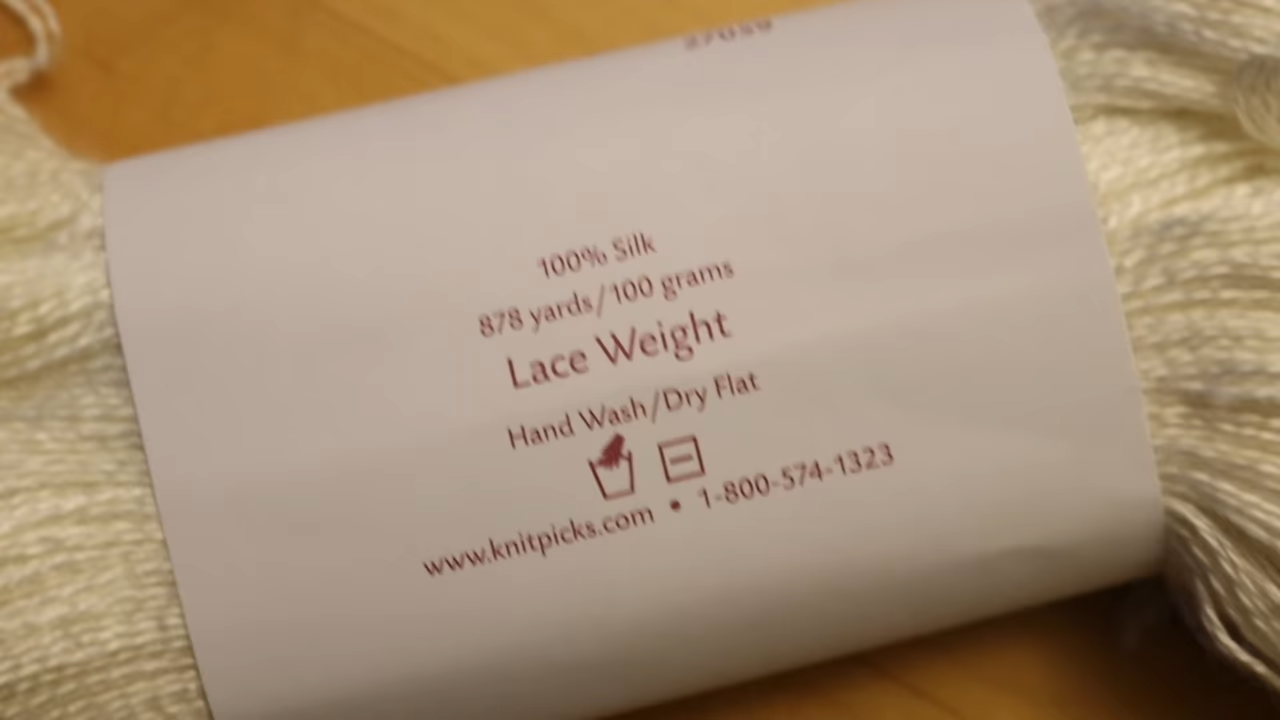 100% Silk
878 yards/100 grams
Lace Weight
Hand Wash/Dry Flat
www.knitpicks.com • 1-800-574-1323